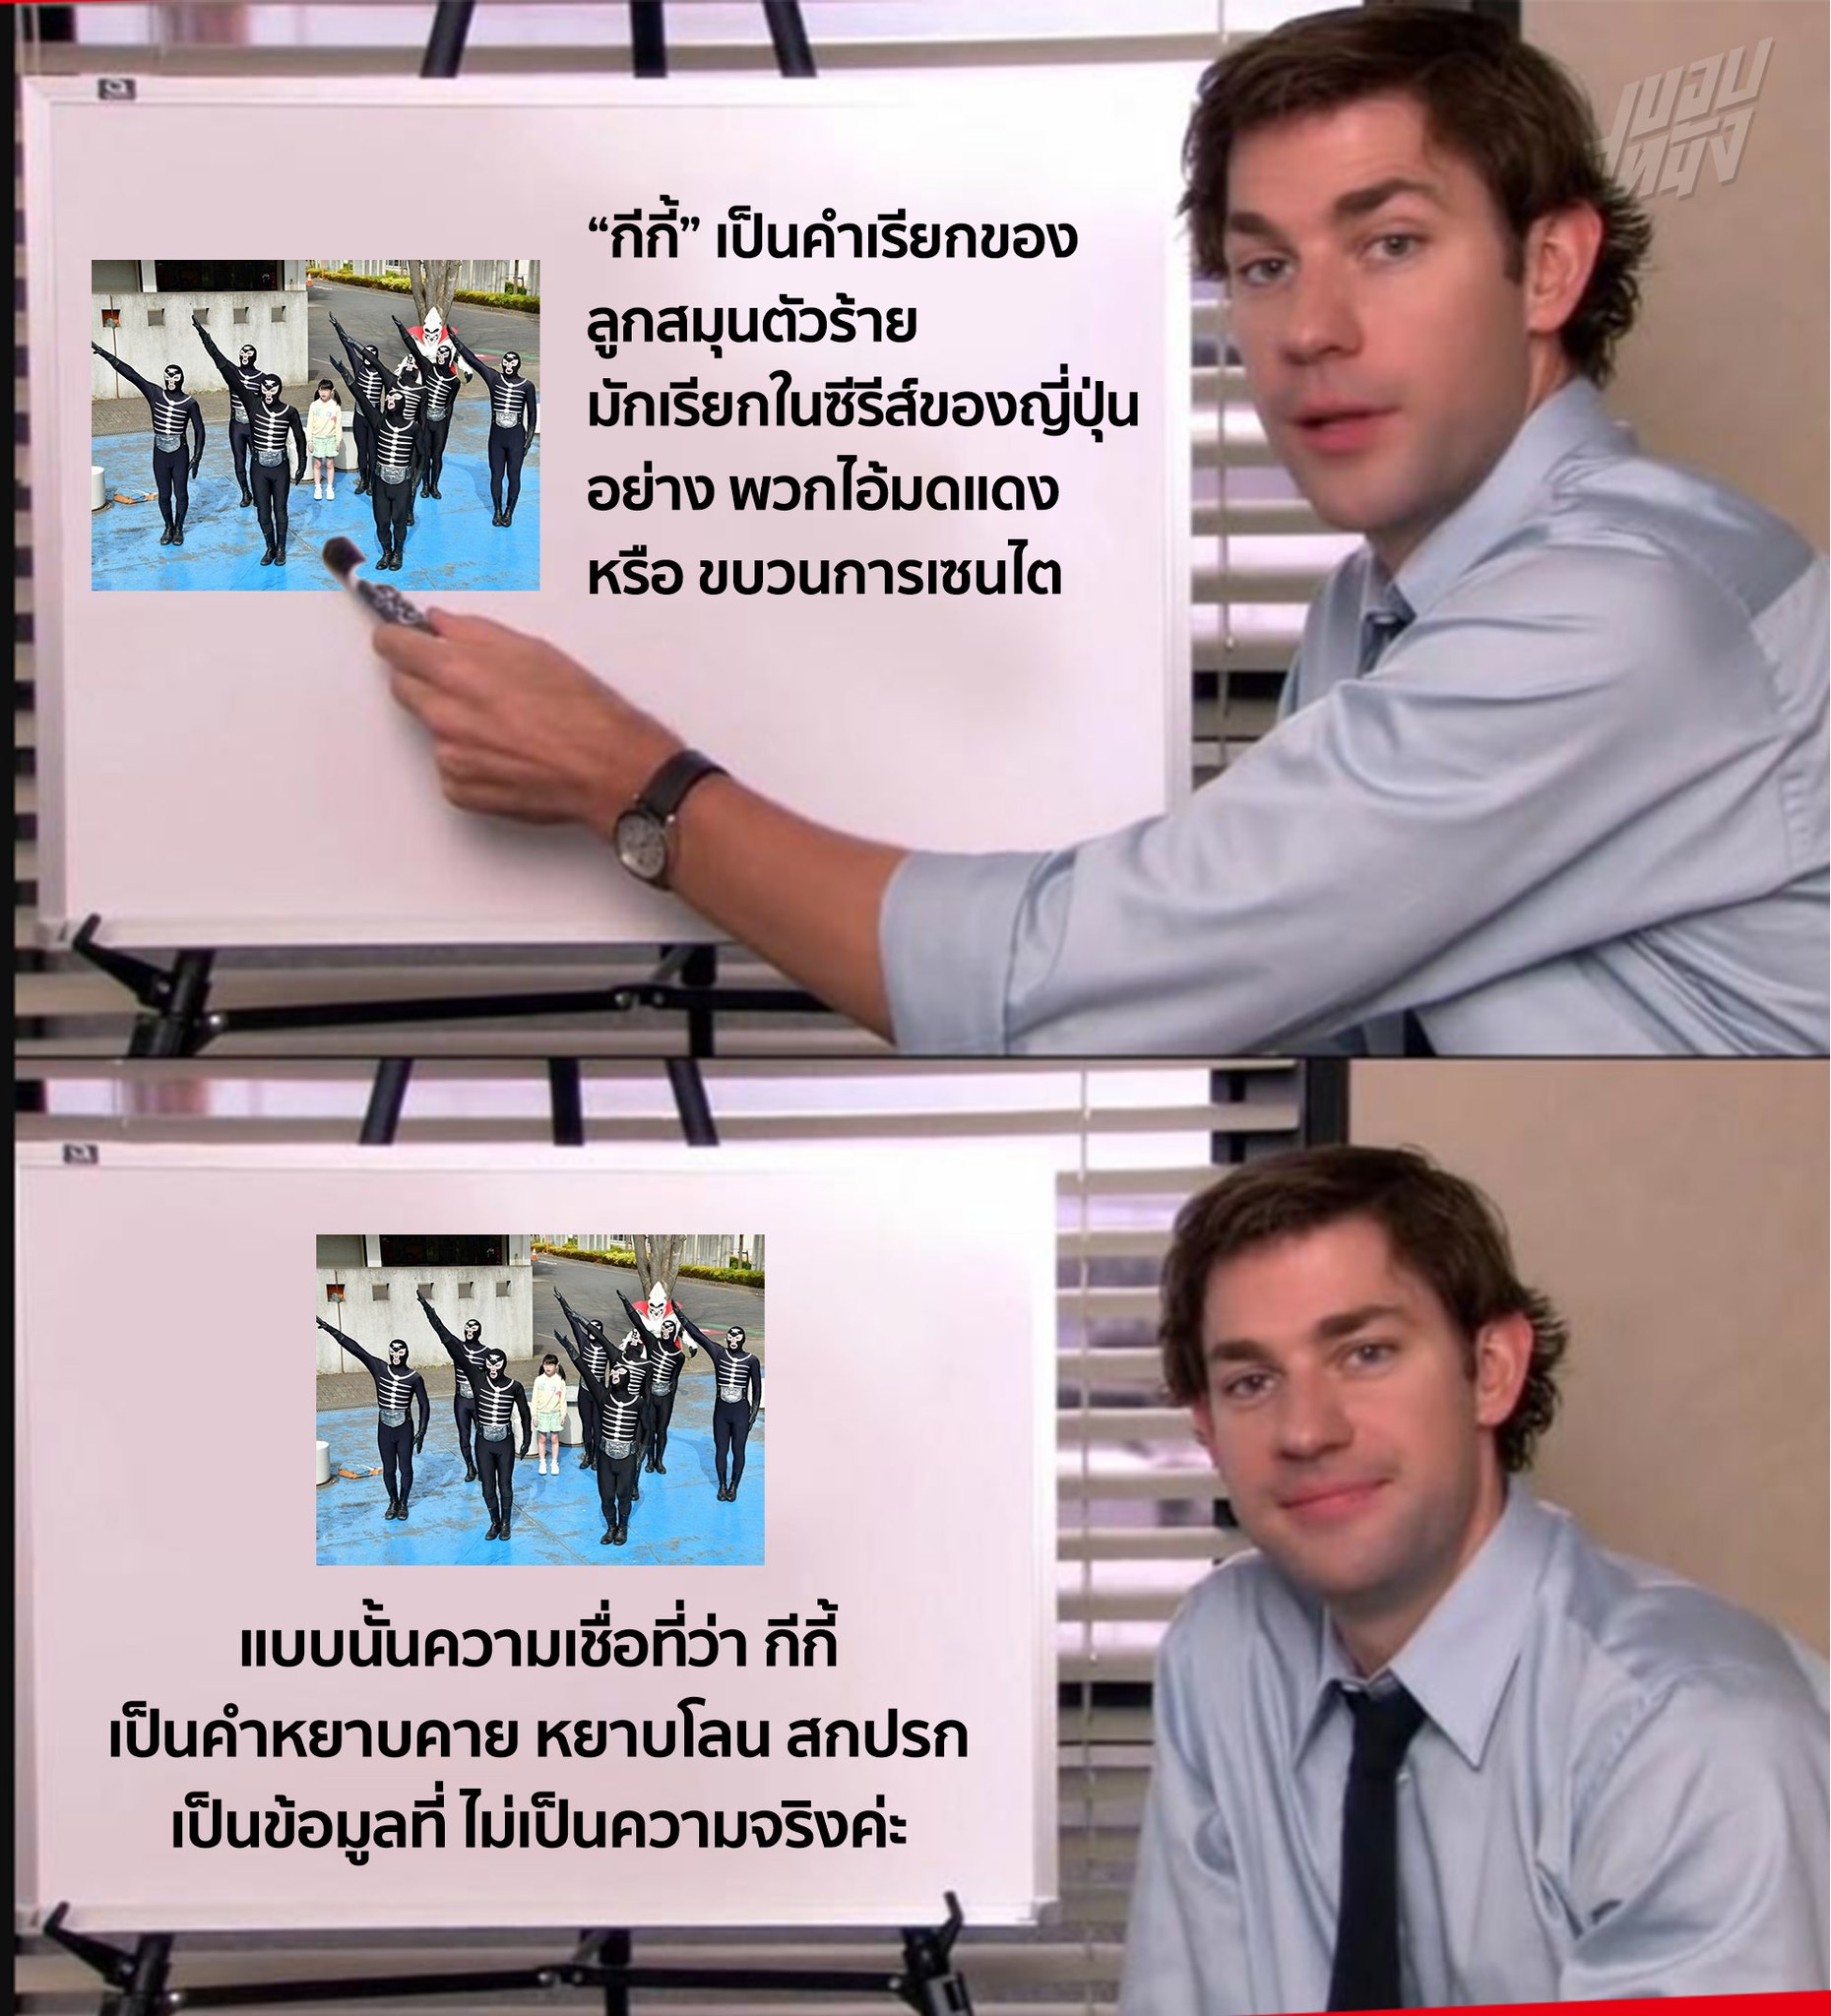 ขอบ
หนัง
“กีกี้” เป็นคำเรียกของ
ลูกสมุนตัวร้าย
มักเรียกในซีรีส์ของญี่ปุ่น
อย่าง พวกไอ้มดแดง
หรือ ขบวนการเซนไต
แบบนั้นความเชื่อที่ว่า กีกี้
เป็นคำหยาบคาย หยาบโลน สกปรก
เป็นข้อมูลที่ ไม่เป็นความจริงค่ะ